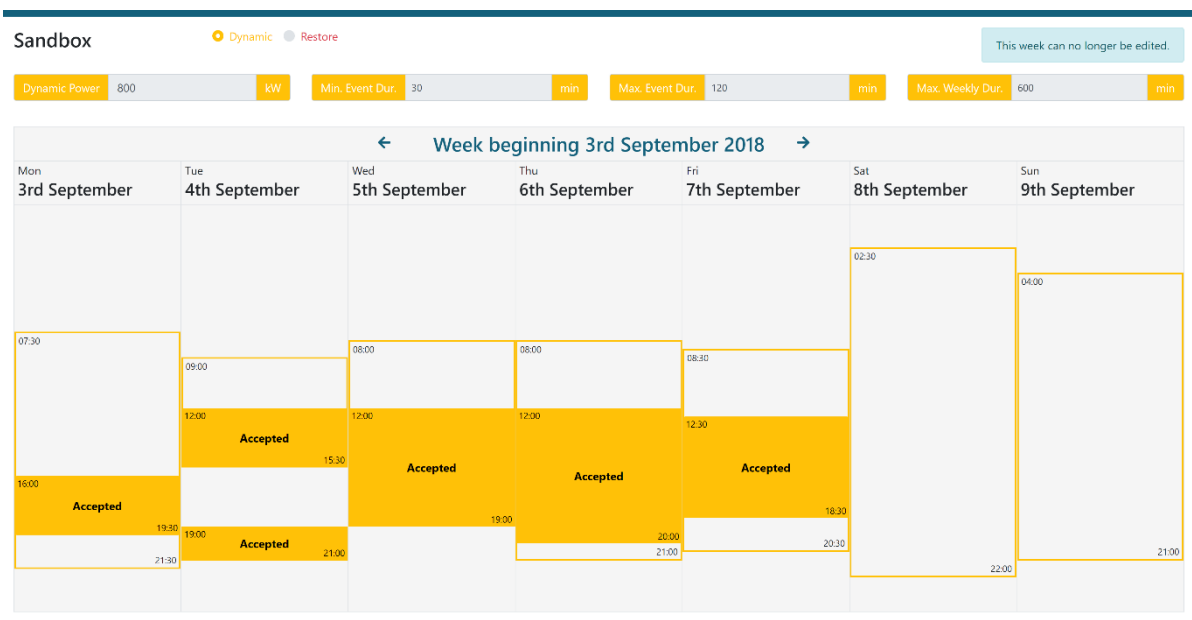 Sandbox
Dynamic Restore
This week can no longer be edited.
Dynamic Power 800 kW Min. Event Dur. 30 min Max. Event Dur. 120 min Max. Weekly Dur. 600 min
← Week beginning 3rd September 2018 →
Mon Tue Wed Thu Fri Sat Sun
3rd September 4th September 5th September 6th September 7th September 8th September 9th September
02:30
04:00
07:30
08:00 08:00
08:30
09:00
12:00 12:00 12:00
12:30
Accepted
15:30
Accepted Accepted
Accepted
16:00
Accepted
18:30
19:00
19:30
19:00
20:00
Accepted
20:30
21:00 21:00 21:00
21:30
22:00